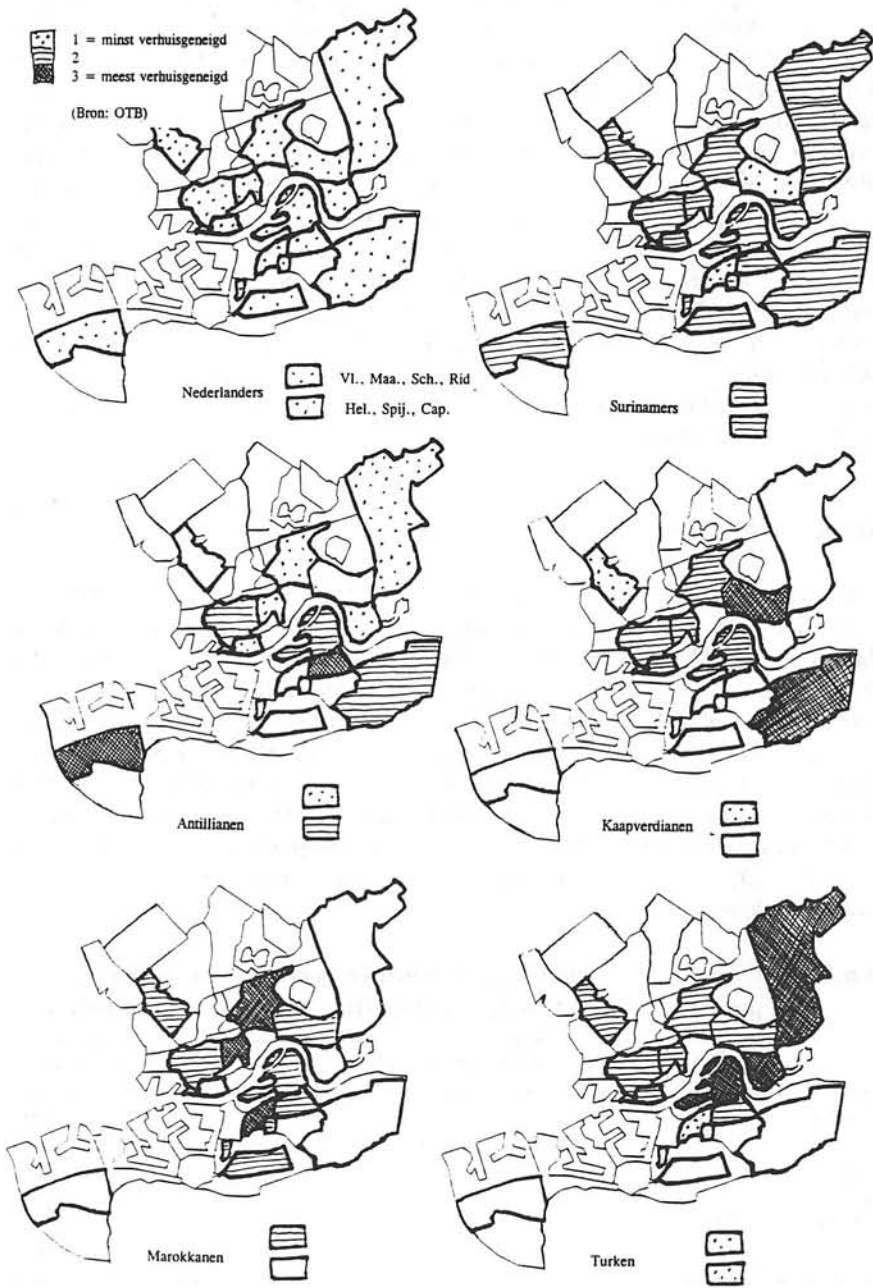 1 = minst verhuisgeneigd
2
3 = meest verhuisgeneigd
(Bron: OTB)
Nederlanders
Vl., Maa., Sch., Rid
Hel., Spij., Cap.
Surinamers
Antillianen
Kaapverdianen
Marokkanen
Turken